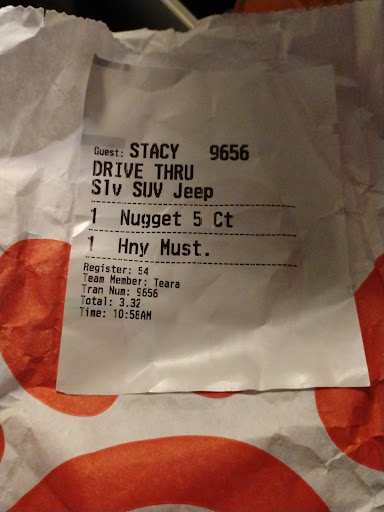 Guest: STACY 9656
DRIVE THRU
Slv SUV Jeep
1 Nugget 5 Ct
1 Hny Must.
Register: 54
Team Member: Teara
Tran Num: 9656
Total: 3.32
Time: 10:58AM